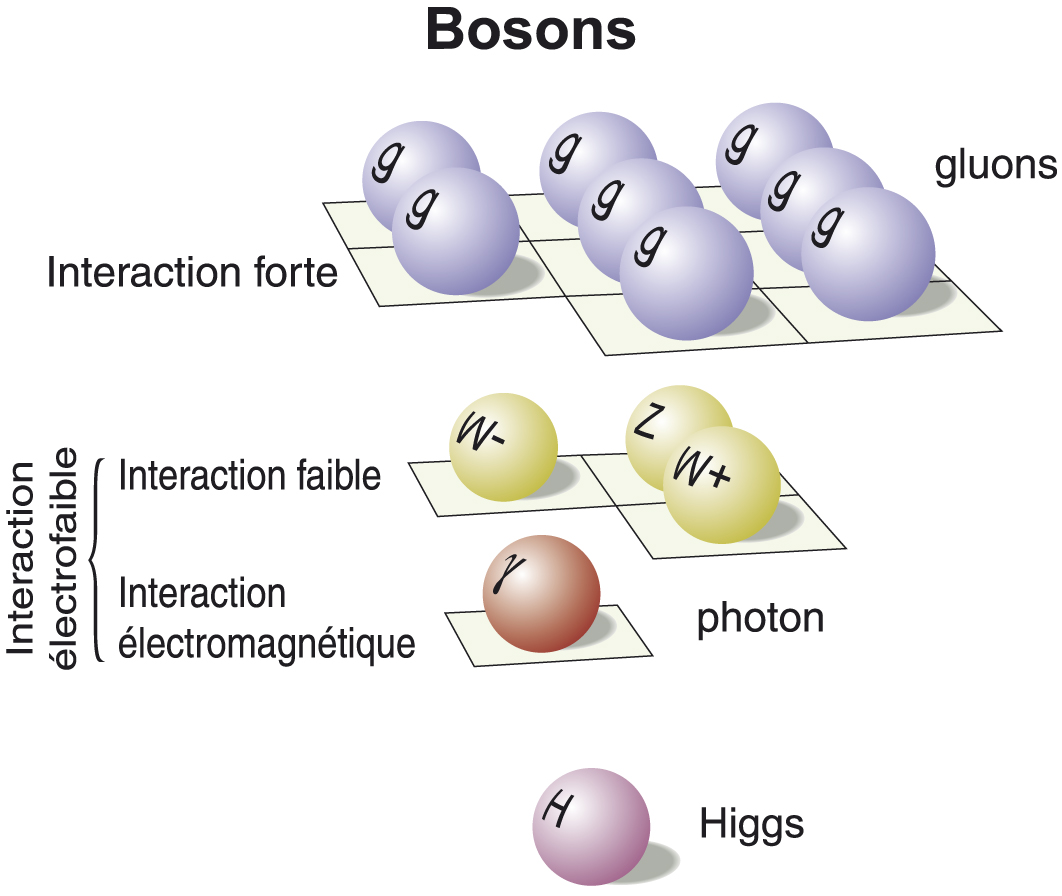 Bosons
g g g
g g g
g g
gluons
Interaction forte
W- Z
W+
Interaction faible
Interaction
électrofaible
γ
Interaction
électromagnétique
photon
H
Higgs